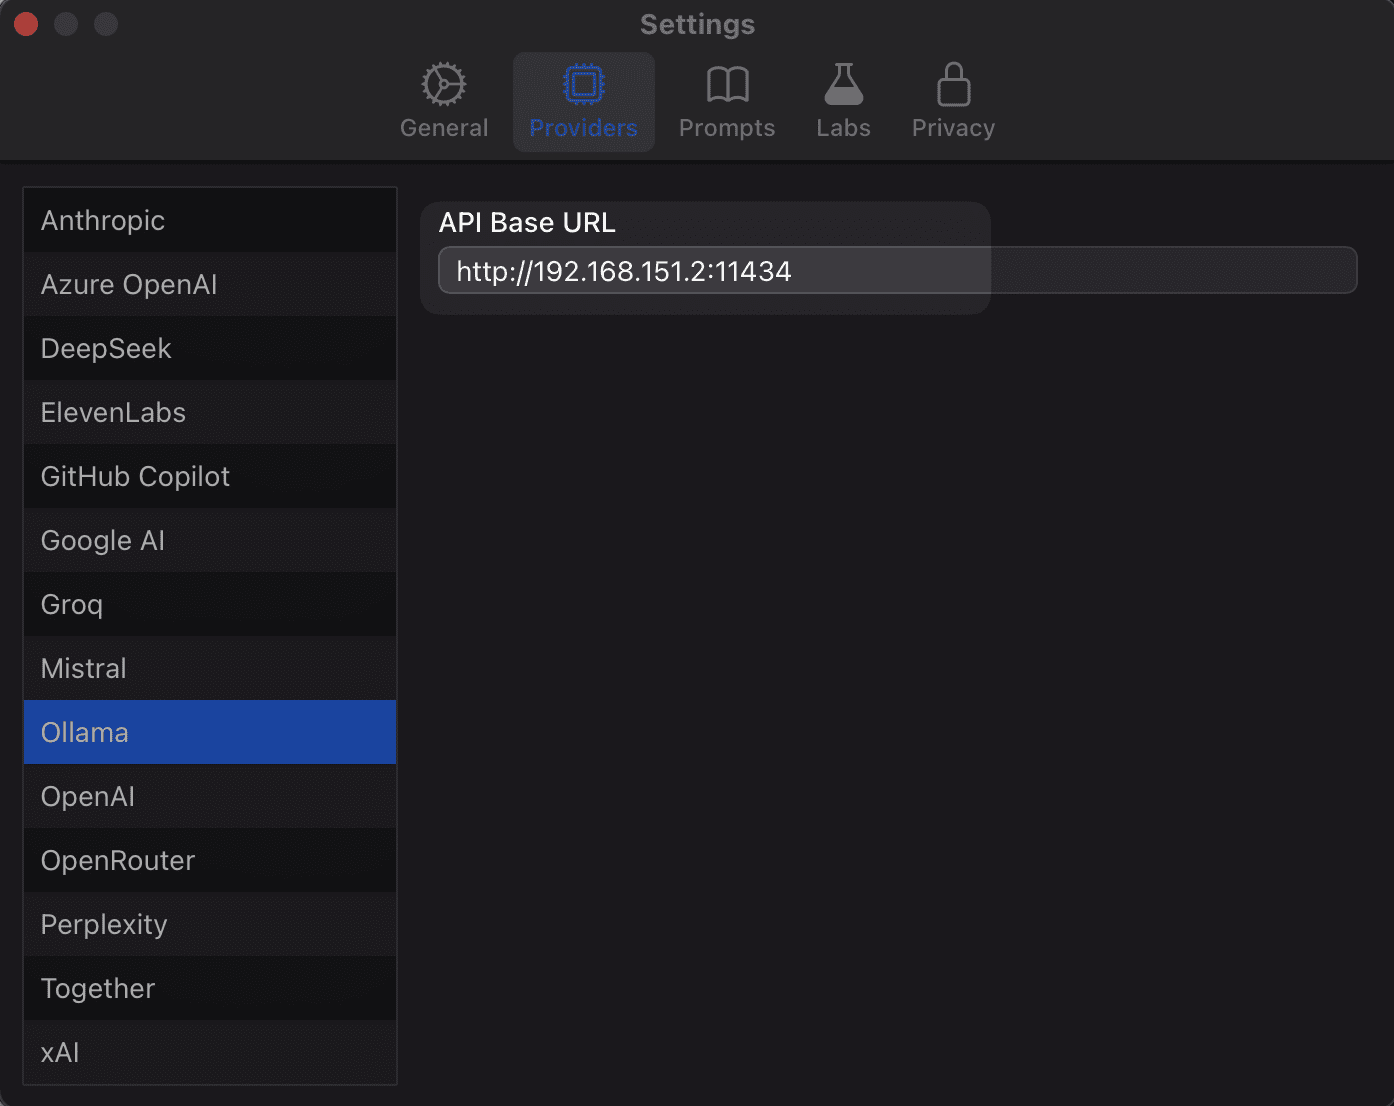 Settings
General
Providers
Prompts
Labs
Privacy
Anthropic
Azure OpenAI
DeepSeek
ElevenLabs
GitHub Copilot
Google AI
Groq
Mistral
Ollama
OpenAI
OpenRouter
Perplexity
Together
xAI
API Base URL
http://192.168.151.2:11434